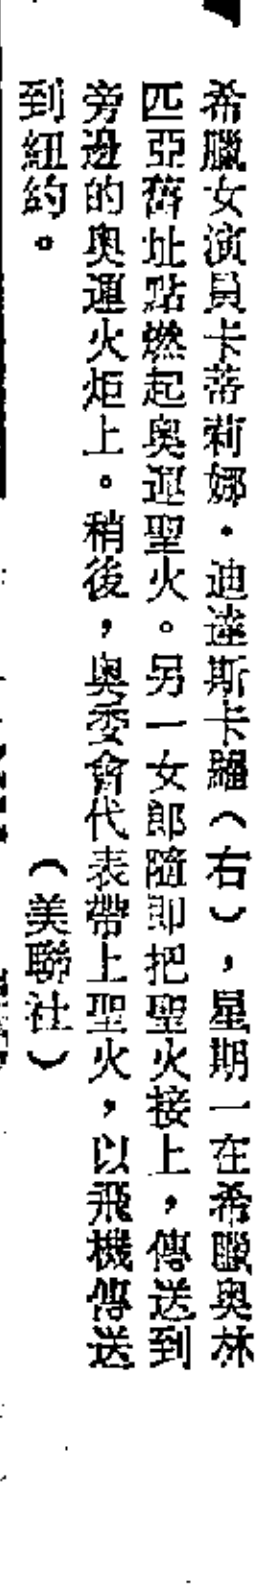 希臘女演員卡蒂莉娜·迪達斯卡羅（右），星期一在希臘奧林
匹亞舊址點燃起奧運聖火。另一女郎隨即把聖火接上，傳送到
旁邊的奧運火炬上。稍後，奧委會代表帶上聖火，以飛機傳送
到紐約。　　　（美聯社）